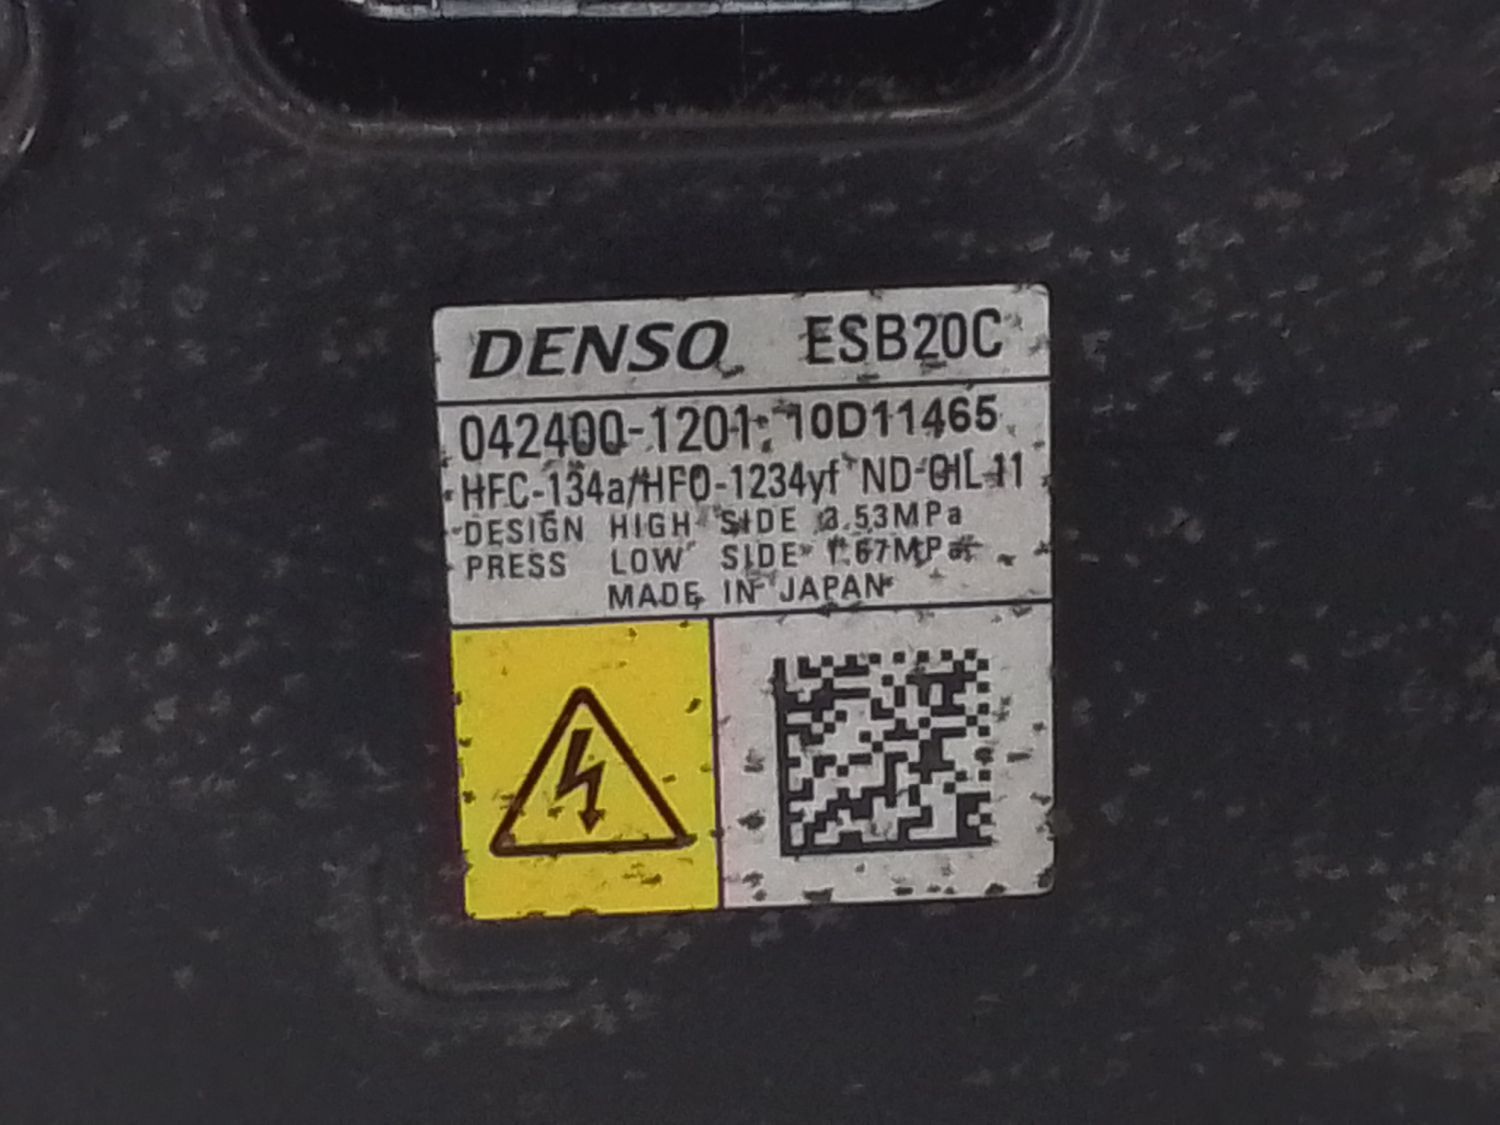 DENSO ESB20C
042400-1201 10D11465
HFC-134a/HFO-1234yf ND-OIL 11
DESIGN HIGH SIDE 3.53MPa
PRESS LOW SIDE 1.67MPa
MADE IN JAPAN